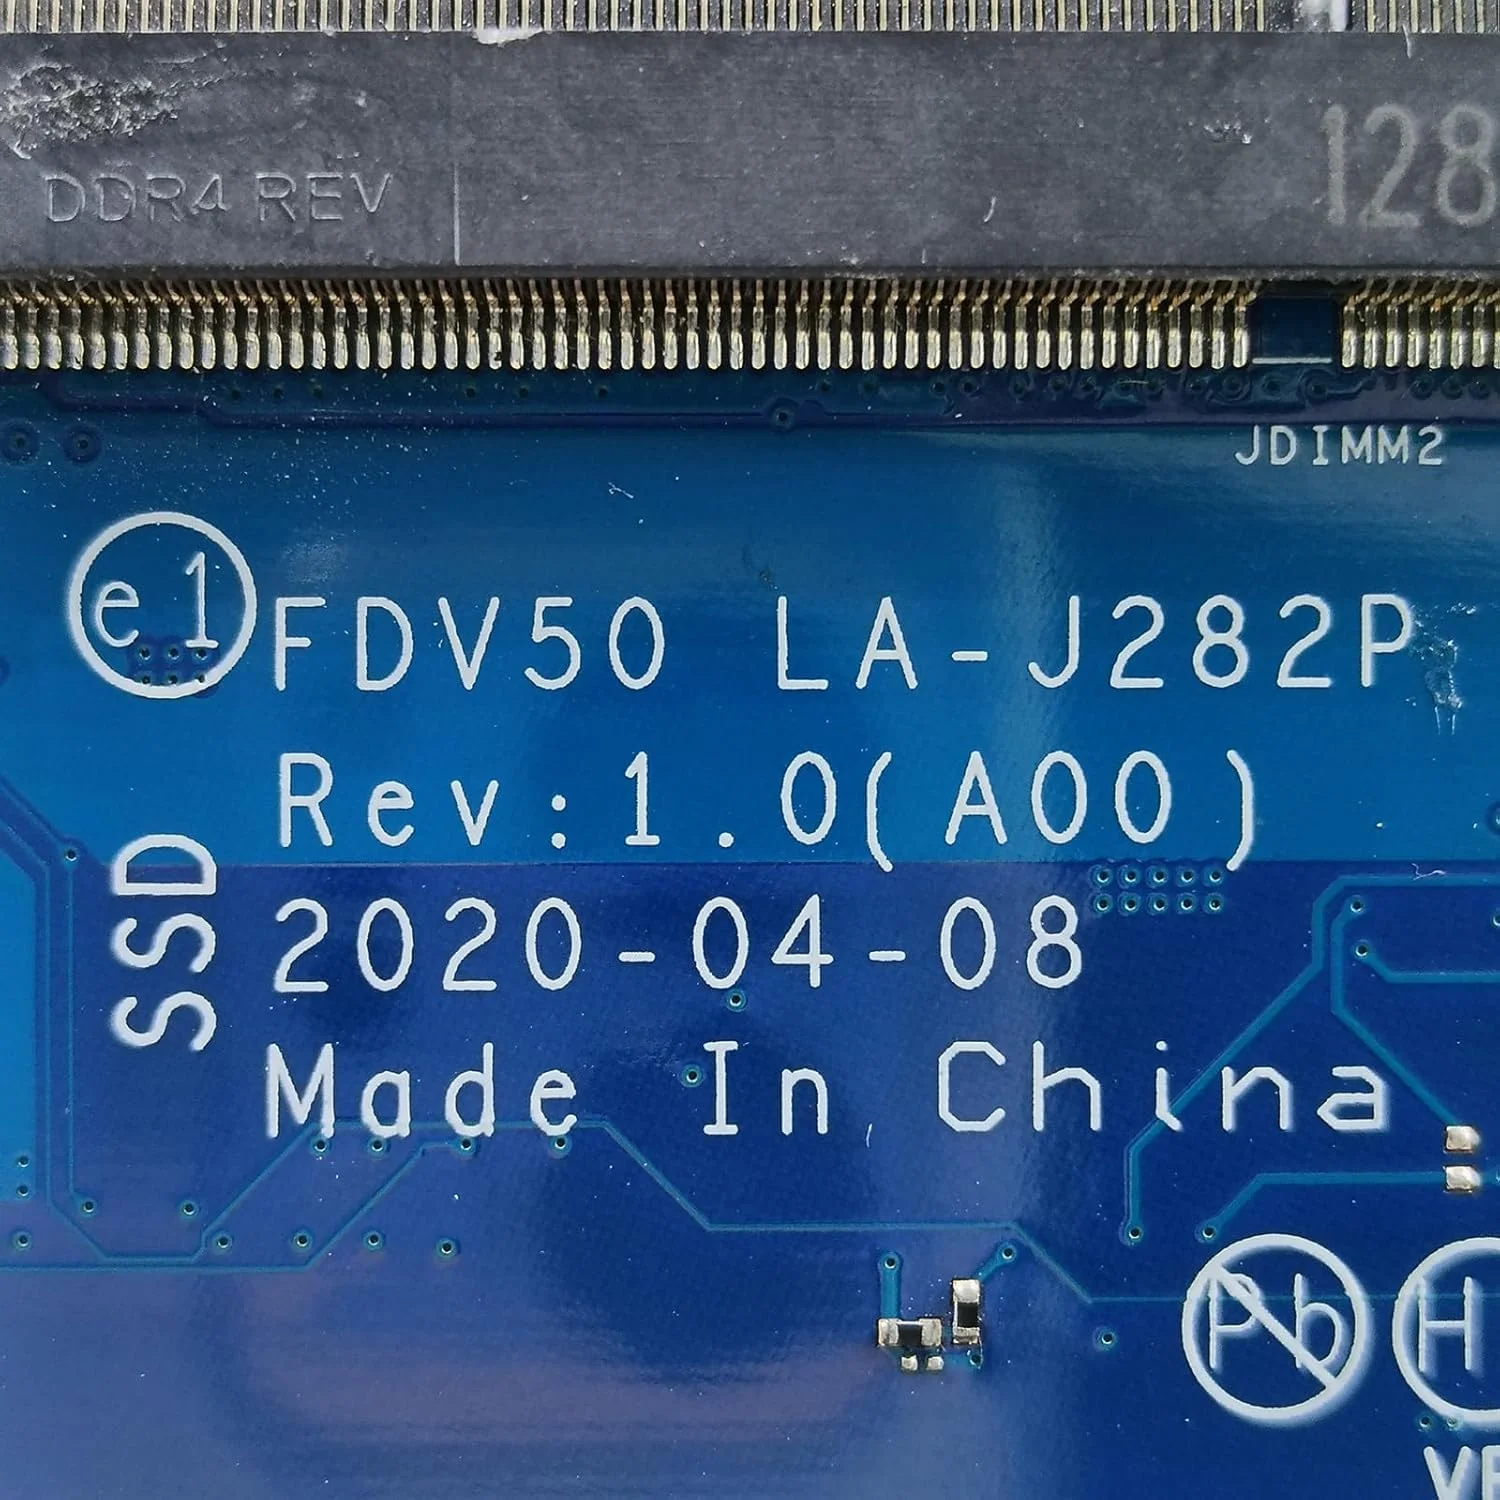 DDR4 REV
128
JDIMM2
e1
FDV50 LA-J282P
Rev:1.0(A00)
SSD
2020-04-08
Made In China
Pb
H